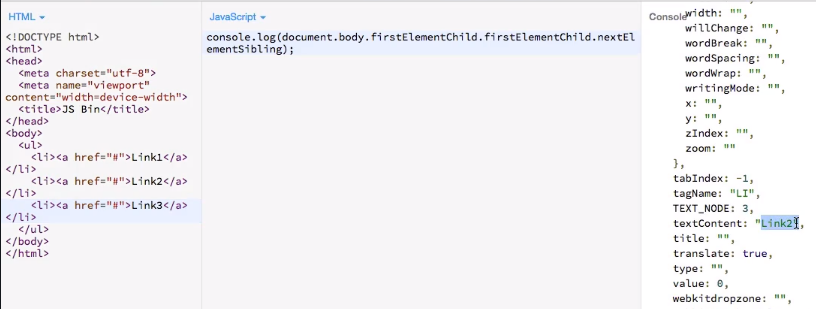 HTML
<!DOCTYPE html>
<html>
<head>
<meta charset="utf-8">
<meta name="viewport"
content="width=device-width">
<title>JS Bin</title>
</head>
<body>
<ul>
<li><a href="#">Link1</a>
</li>
<li><a href="#">Link2</a>
</li>
<li><a href="#">Link3</a>
</li>
</ul>
</body>
</html>
JavaScript
console.log(document.body.firstElementChild.firstElementChild.nextEl
ementSibling);
Console
width: "",
willChange: "",
wordBreak: "",
wordSpacing: "",
wordWrap: "",
writingMode: "",
x: "",
y: "",
zIndex: "",
zoom: ""
},
tabIndex: -1,
tagName: "LI",
TEXT_NODE: 3,
textContent: "Link2",
title: "",
translate: true,
type: "",
value: 0,
webkitdropzone: "",